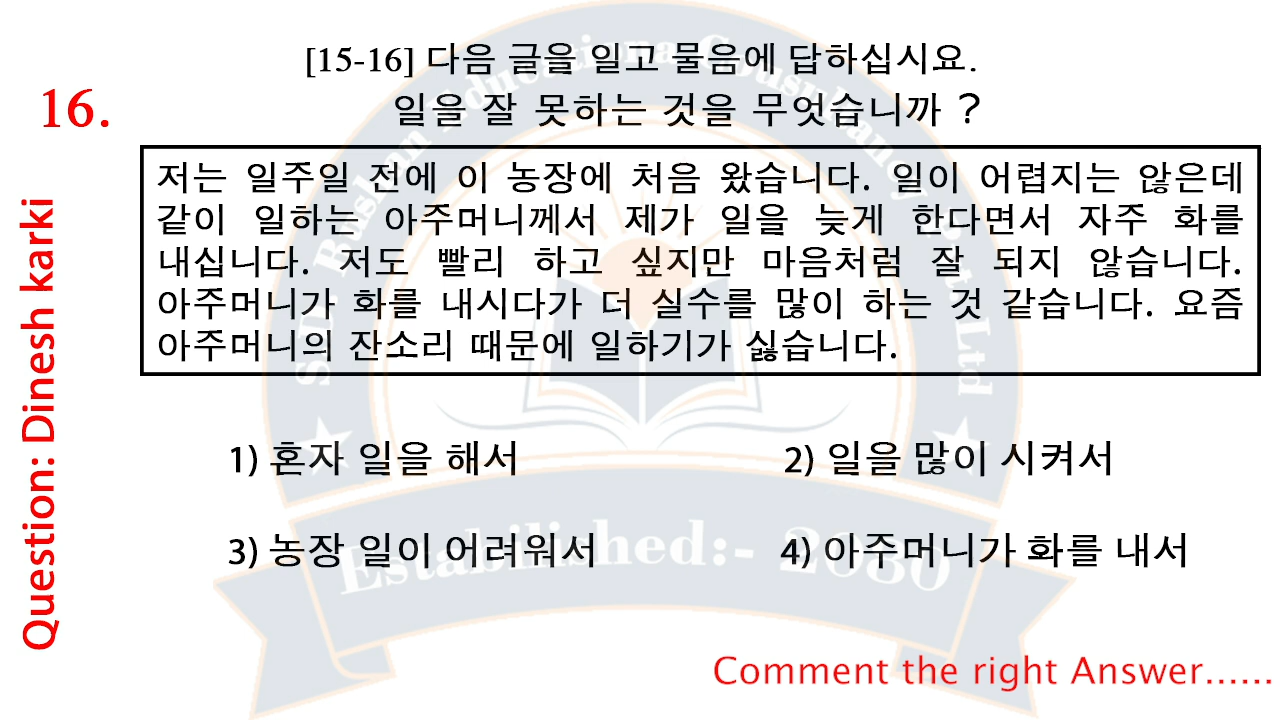 [15-16] 다음 글을 일고 물음에 답하십시요.
16.
일을 잘 못하는 것을 무엇습니까 ?
저는 일주일 전에 이 농장에 처음 왔습니다. 일이 어렵지는 않은데
같이 일하는 아주머니께서 제가 일을 늦게 한다면서 자주 화를
내십니다. 저도 빨리 하고 싶지만 마음처럼 잘 되지 않습니다.
아주머니가 화를 내시다가 더 실수를 많이 하는 것 같습니다. 요즘
아주머니의 잔소리 때문에 일하기가 싫습니다.
1) 혼자 일을 해서
2) 일을 많이 시켜서
3) 농장 일이 어려워서
4) 아주머니가 화를 내서
Question: Dinesh karki
Established:- 2080
Comment the right Answer......